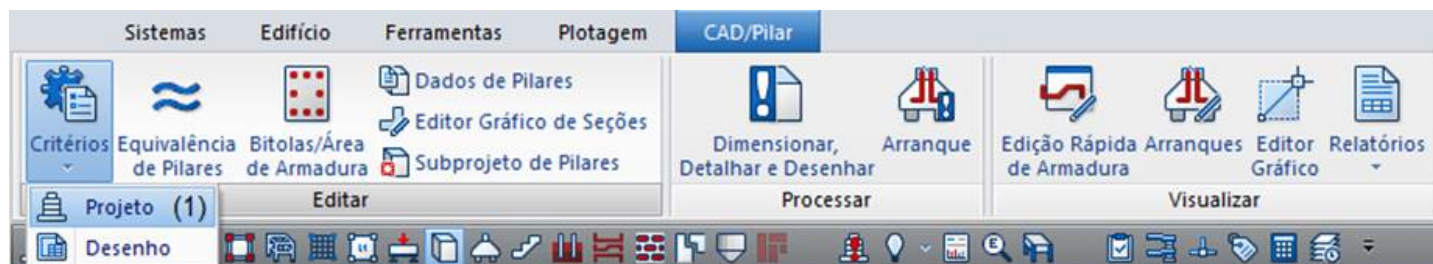 Sistemas Edifício Ferramentas Plotagem CAD/Pilar
Critérios
Equivalência
de Pilares
Bitolas/Área
de Armadura
Dados de Pilares
Editor Gráfico de Seções
Subprojeto de Pilares
Editar
Dimensionar,
Detalhar e Desenhar
Arranque
Processar
Edição Rápida
de Armadura
Arranques
Editor
Gráfico
Relatórios
Visualizar
Projeto (1)
Desenho